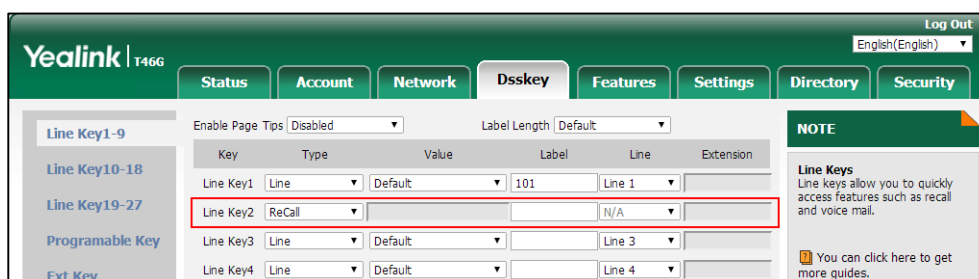 Log Out
Yealink T46G
English(English)
Status Account Network Dsskey Features Settings Directory Security
Line Key1-9
Line Key10-18
Line Key19-27
Programable Key
Ext Key
Enable Page Tips Disabled Label Length Default
Key Type Value Label Line Extension
Line Key1 Line Default 101 Line 1
Line Key2 ReCall N/A
Line Key3 Line Default Line 3
Line Key4 Line Default Line 4
NOTE
Line Keys
Line keys allow you to quickly
access features such as recall
and voice mail.
You can click here to get
more guides.